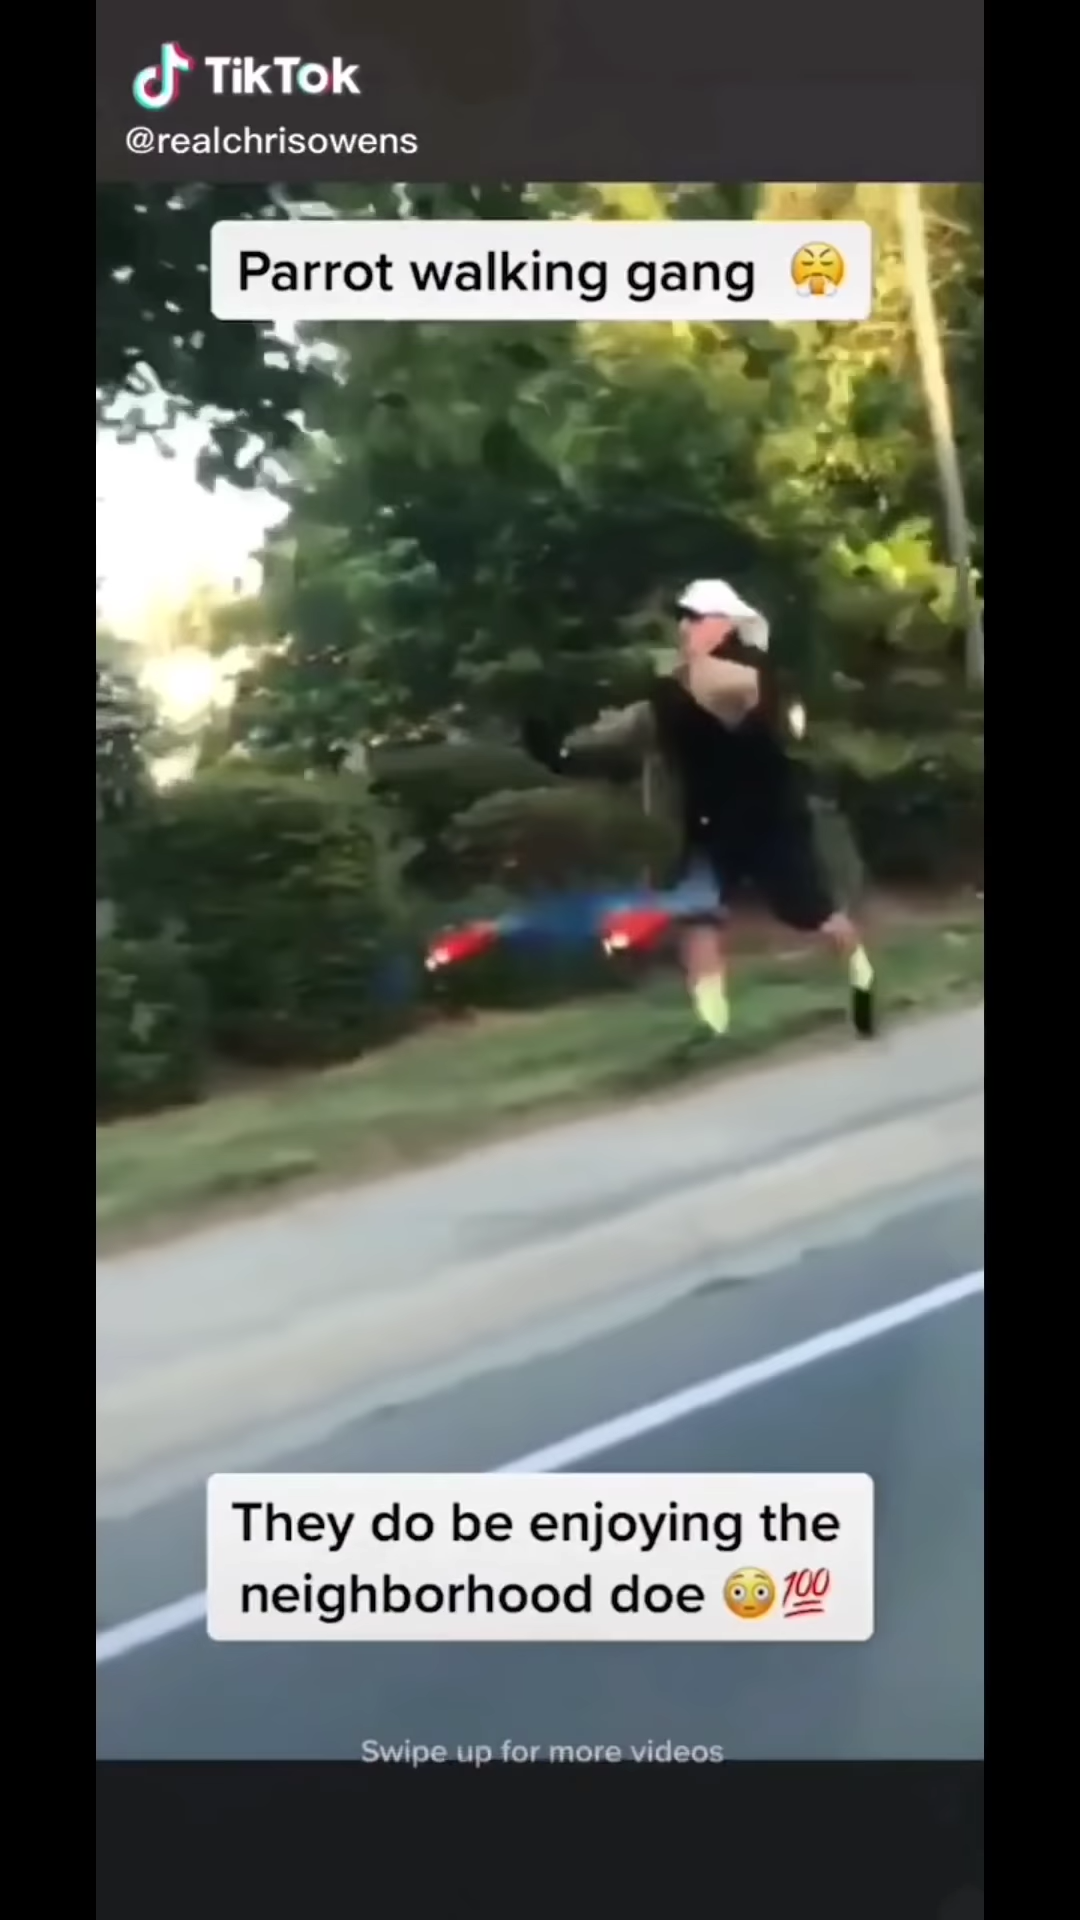 TikTok
@realchrisowens
Parrot walking gang 😤
They do be enjoying the
neighborhood doe 😳💯
Swipe up for more videos